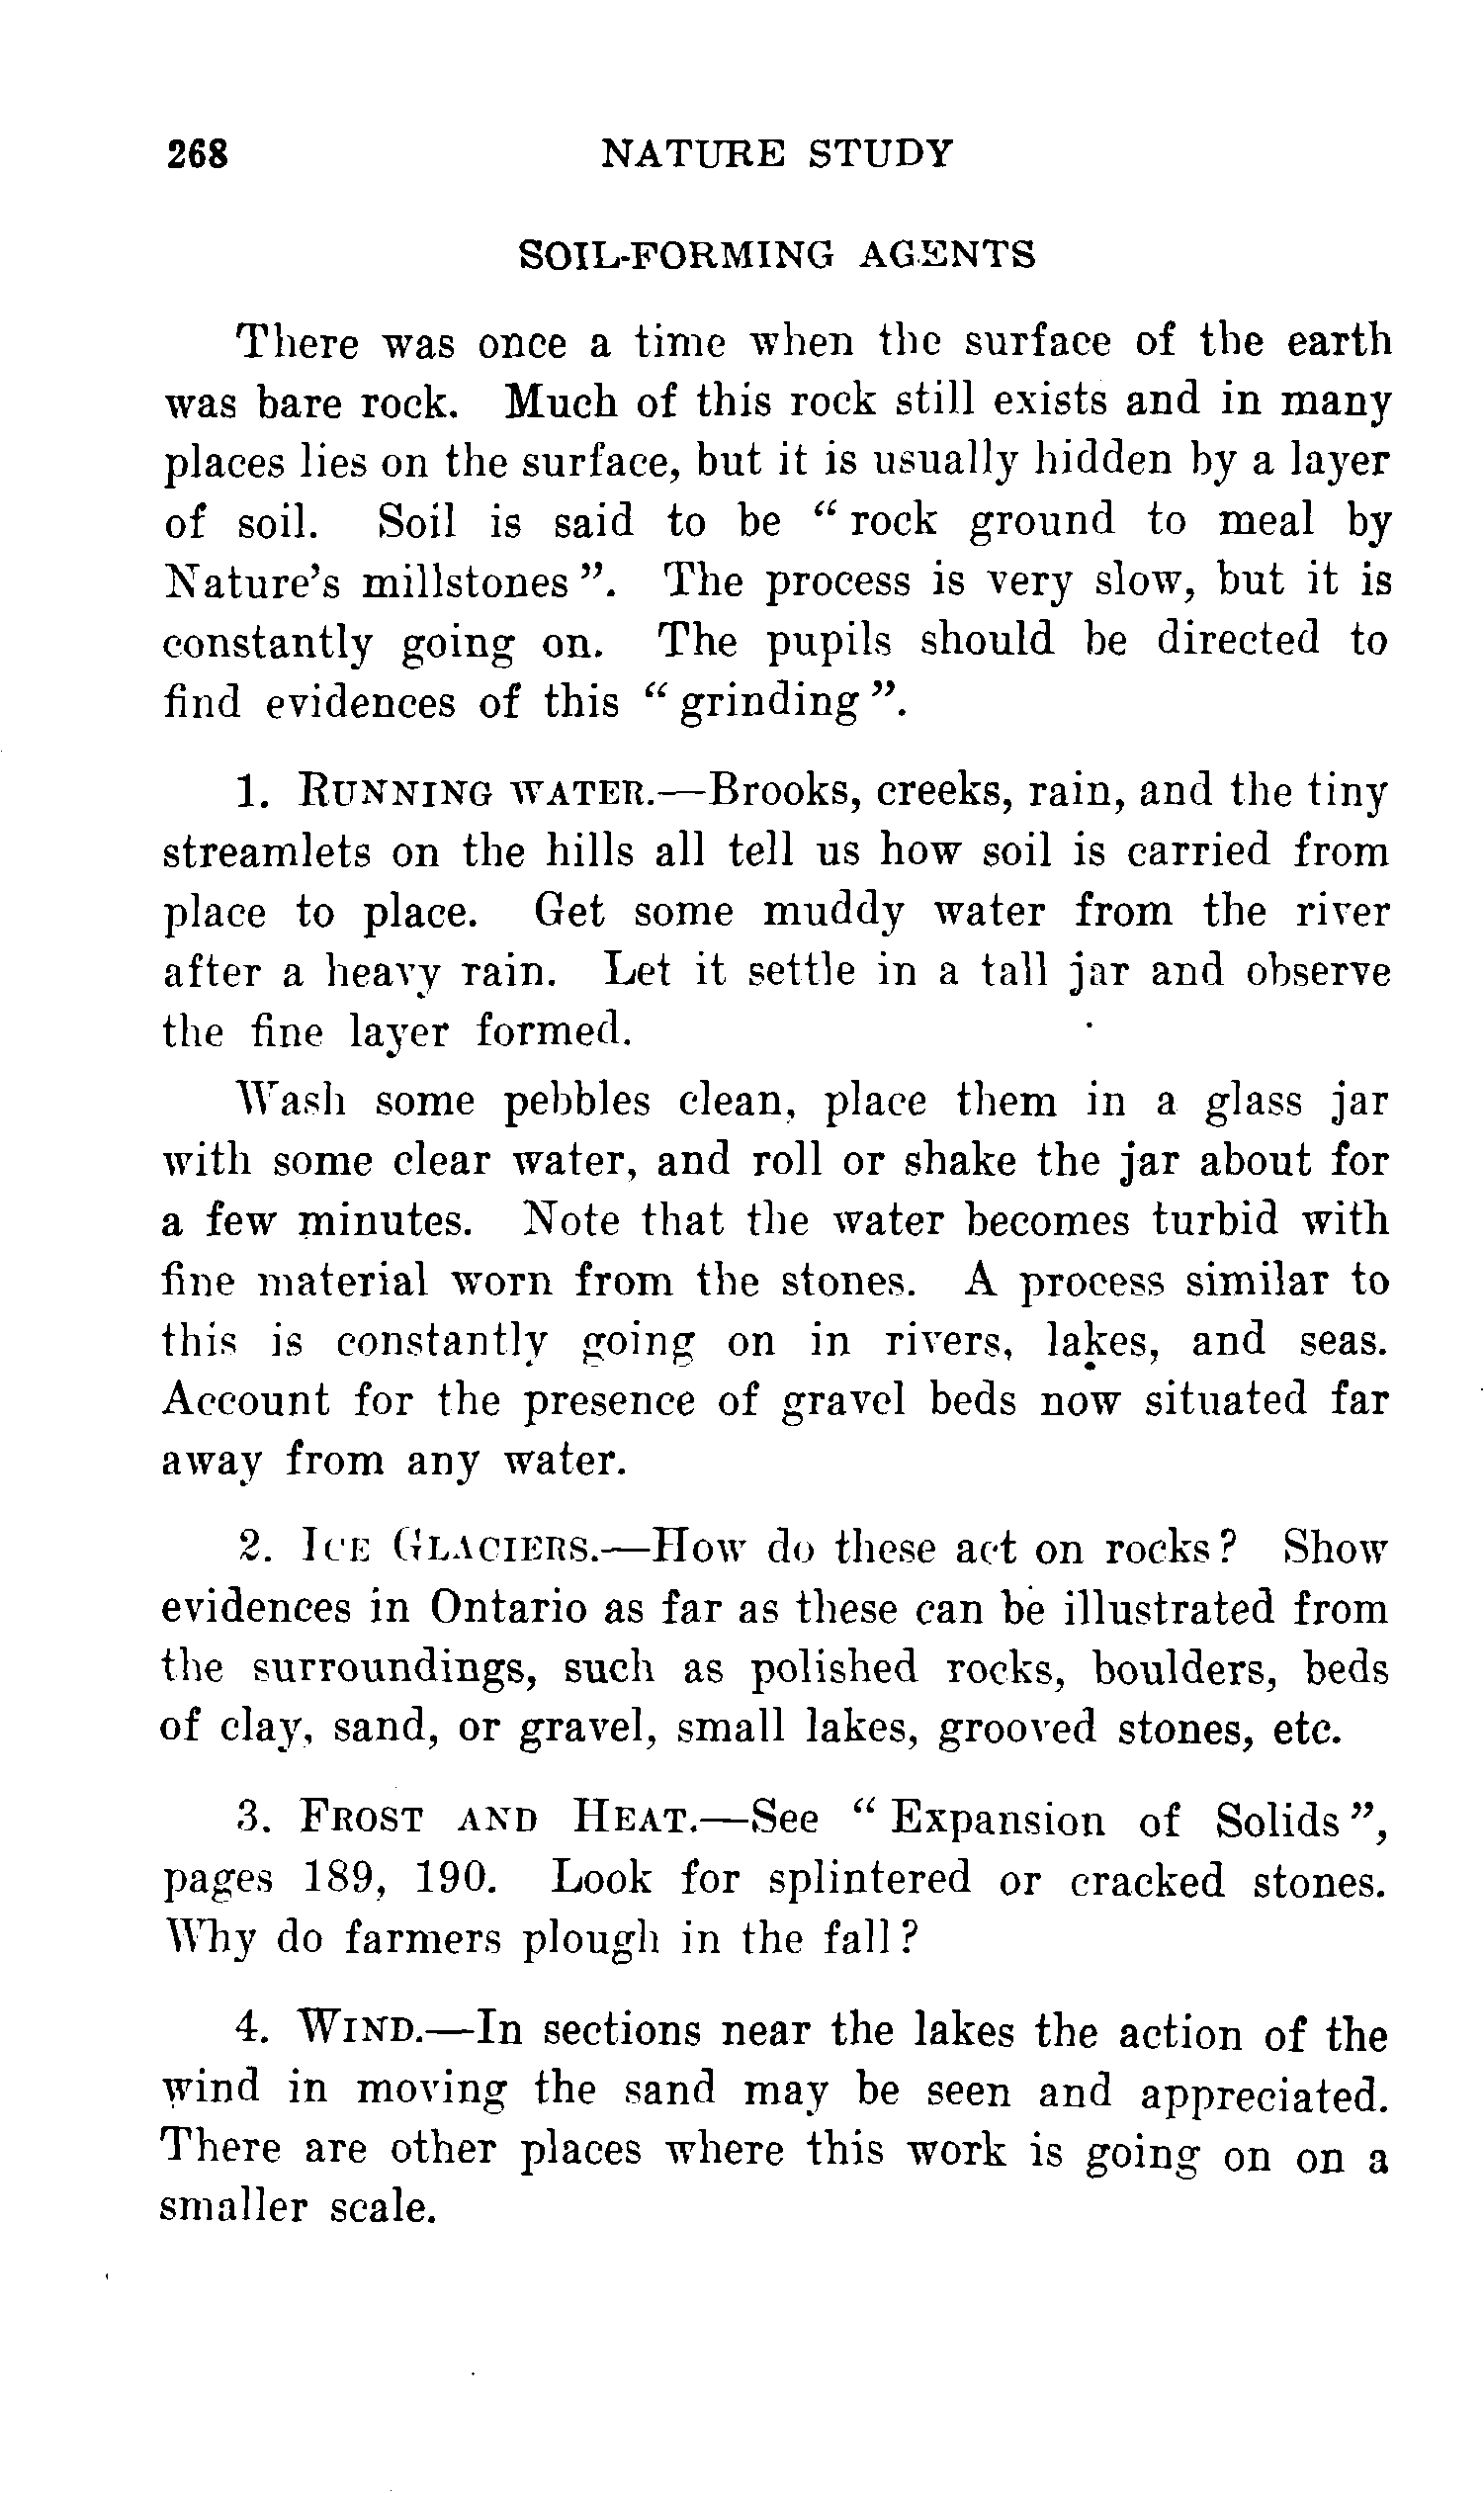 268 NATURE STUDY
SOIL-FORMING AGENTS
There was once a time when the surface of the earth
was bare rock. Much of this rock still exists and in many
places lies on the surface, but it is usually hidden by a layer
of soil. Soil is said to be “ rock ground to meal by
Nature’s millstones ”. The process is very slow, but it is
constantly going on. The pupils should be directed to
find evidences of this “ grinding ”.
1. RUNNING WATER.—Brooks, creeks, rain, and the tiny
streamlets on the hills all tell us how soil is carried from
place to place. Get some muddy water from the river
after a heavy rain. Let it settle in a tall jar and observe
the fine layer formed.
Wash some pebbles clean, place them in a glass jar
with some clear water, and roll or shake the jar about for
a few minutes. Note that the water becomes turbid with
fine material worn from the stones. A process similar to
this is constantly going on in rivers, lakes, and seas.
Account for the presence of gravel beds now situated far
away from any water.
2. ICE GLACIERS.—How do these act on rocks? Show
evidences in Ontario as far as these can be illustrated from
the surroundings, such as polished rocks, boulders, beds
of clay, sand, or gravel, small lakes, grooved stones, etc.
3. FROST AND HEAT.—See “ Expansion of Solids ”,
pages 189, 190. Look for splintered or cracked stones.
Why do farmers plough in the fall?
4. WIND.—In sections near the lakes the action of the
wind in moving the sand may be seen and appreciated.
There are other places where this work is going on on a
smaller scale.